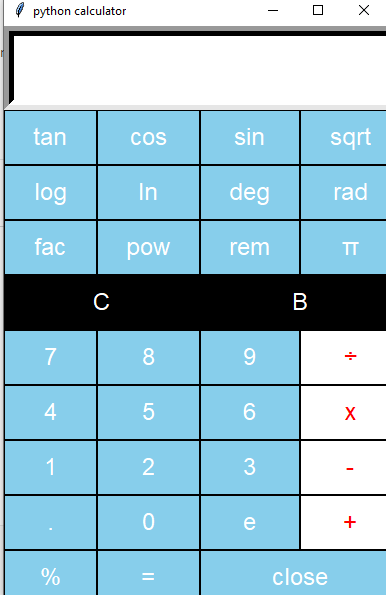 python calculator
tan cos sin sqrt
log ln deg rad
fac pow rem π
C B
7 8 9 ÷
4 5 6 x
1 2 3 -
. 0 e +
% = close